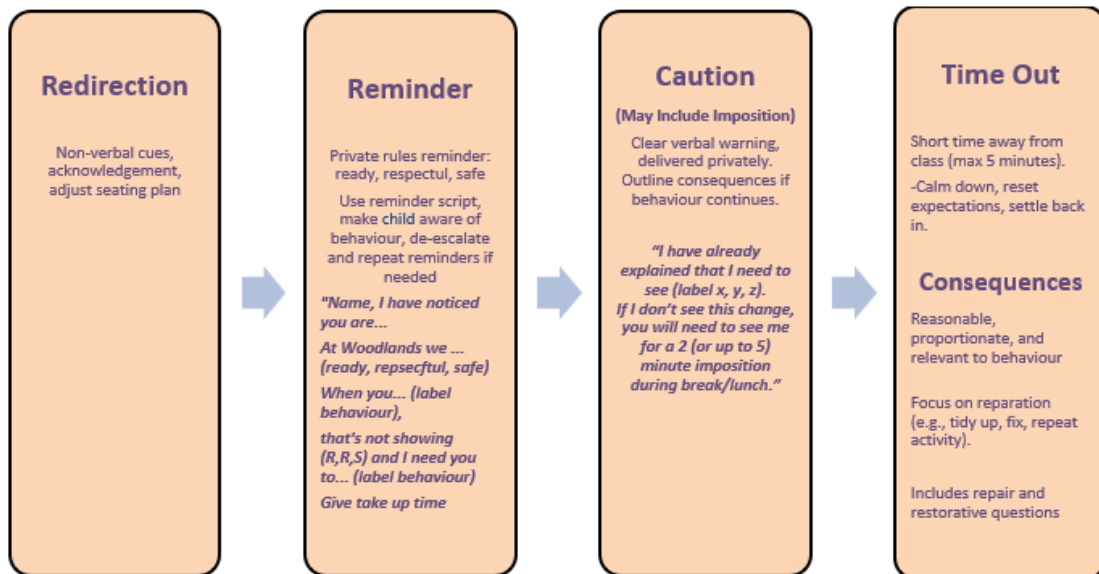 Redirection
Non-verbal cues,
acknowledgement,
adjust seating plan
Reminder
Private rules reminder:
ready, respectul, safe
Use reminder script,
make child aware of
behaviour, de-escalate
and repeat reminders if
needed
"Name, I have noticed
you are...
At Woodlands we ...
(ready, repsecftul, safe)
When you... (label
behaviour),
that's not showing
(R,R,S) and I need you
to... (label behaviour)
Give take up time
Caution
(May Include Imposition)
Clear verbal warning,
delivered privately.
Outline consequences if
behaviour continues.
“I have already
explained that I need to
see (label x, y, z).
If I don’t see this change,
you will need to see me
for a 2 (or up to 5)
minute imposition
during break/lunch.”
Time Out
Short time away from
class (max 5 minutes).
-Calm down, reset
expectations, settle back
in.
Consequences
Reasonable,
proportionate, and
relevant to behaviour
Focus on reparation
(e.g., tidy up, fix, repeat
activity).
Includes repair and
restorative questions